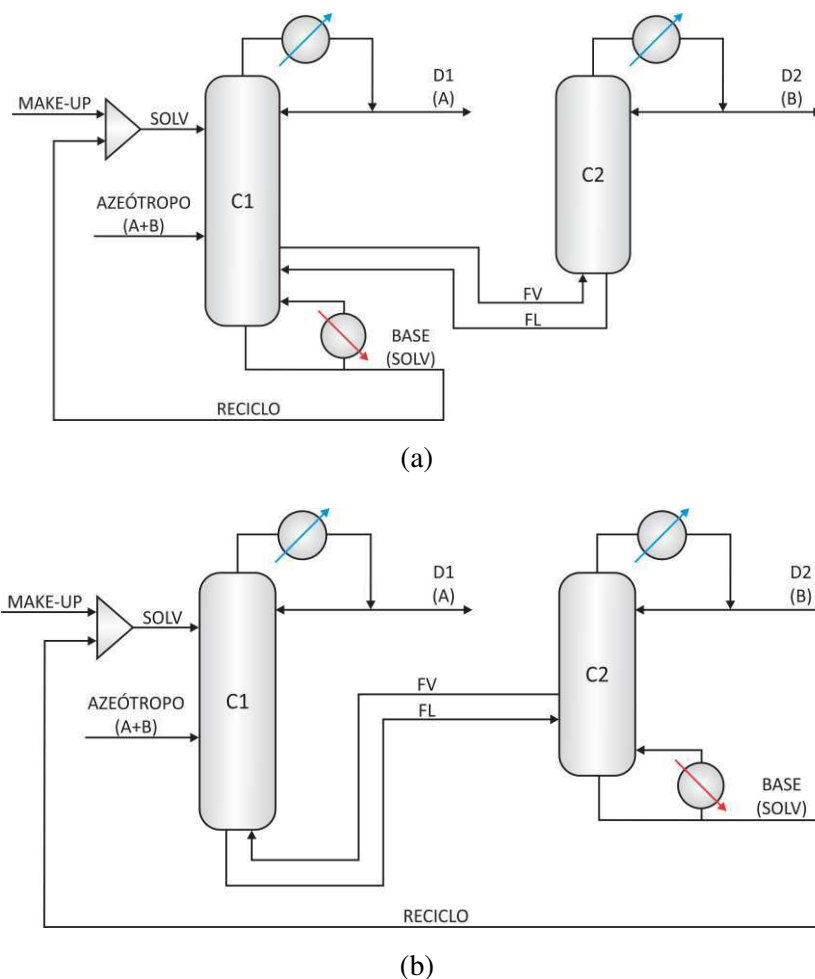 D1
(A)
D2
(B)
MAKE-UP
SOLV
AZEÓTROPO
(A+B)
C1
C2
FV
FL
BASE
(SOLV)
RECICLO
(a)
D1
(A)
D2
(B)
MAKE-UP
SOLV
AZEÓTROPO
(A+B)
C1
C2
FV
FL
BASE
(SOLV)
RECICLO
(b)